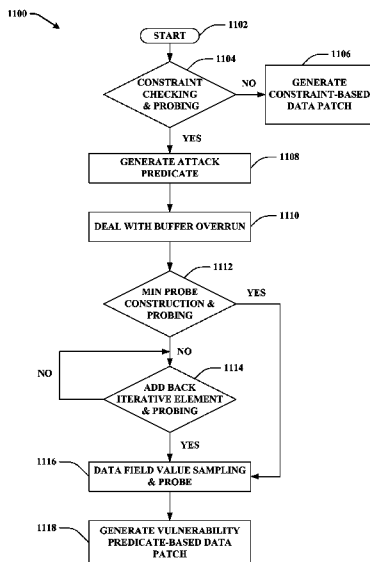 1100
START
1102
1104
1106
CONSTRAINT
CHECKING
& PROBING
NO
GENERATE
CONSTRAINT-BASED
DATA PATCH
YES
1108
GENERATE ATTACK
PREDICATE
1110
DEAL WITH BUFFER OVERRUN
1112
MIN PROBE
CONSTRUCTION &
PROBING
YES
NO
NO
1114
ADD BACK
ITERATIVE ELEMENT
& PROBING
YES
1116
DATA FIELD VALUE SAMPLING
& PROBE
1118
GENERATE VULNERABILITY
PREDICATE-BASED DATA
PATCH